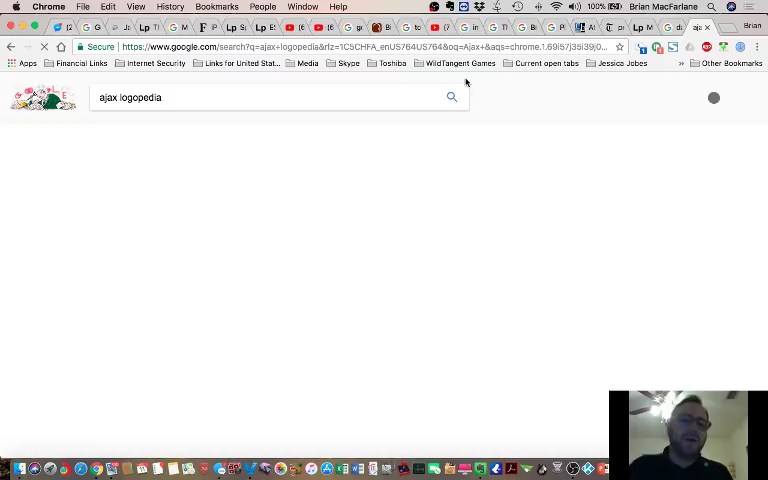 Chrome File Edit View History Bookmarks People Window Help 100% Brian MacFarlane
Brian
Secure https://www.google.com/search?q=ajax+logopedia&rlz=1C5CHFA_enUS764US764&oq=Ajax+&aqs=chrome.1.69i57j35i39j0...
Apps Financial Links Internet Security Links for United Stat... Media Skype Toshiba WildTangent Games Current open tabs Jessica Jobes » Other Bookmarks
ajax logopedia